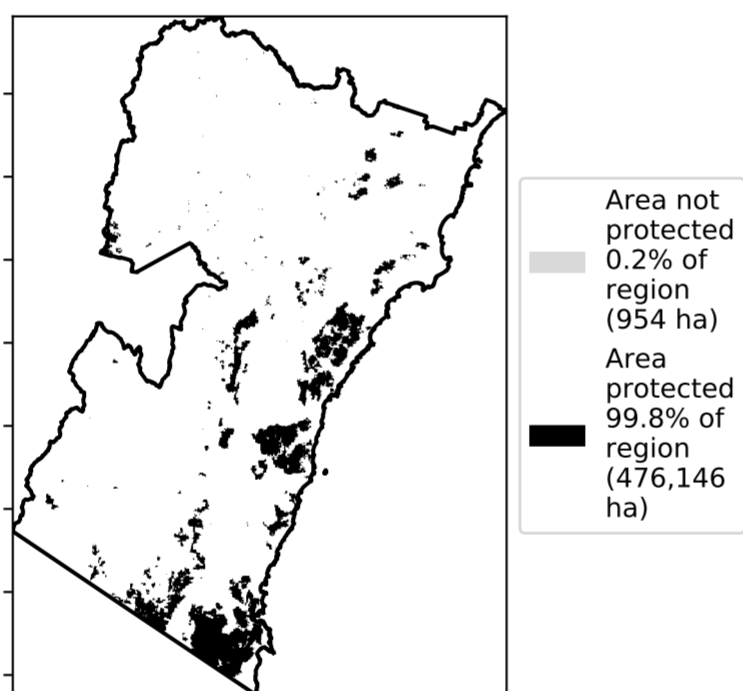 Area not
protected
0.2% of
region
(954 ha)
Area
protected
99.8% of
region
(476,146
ha)